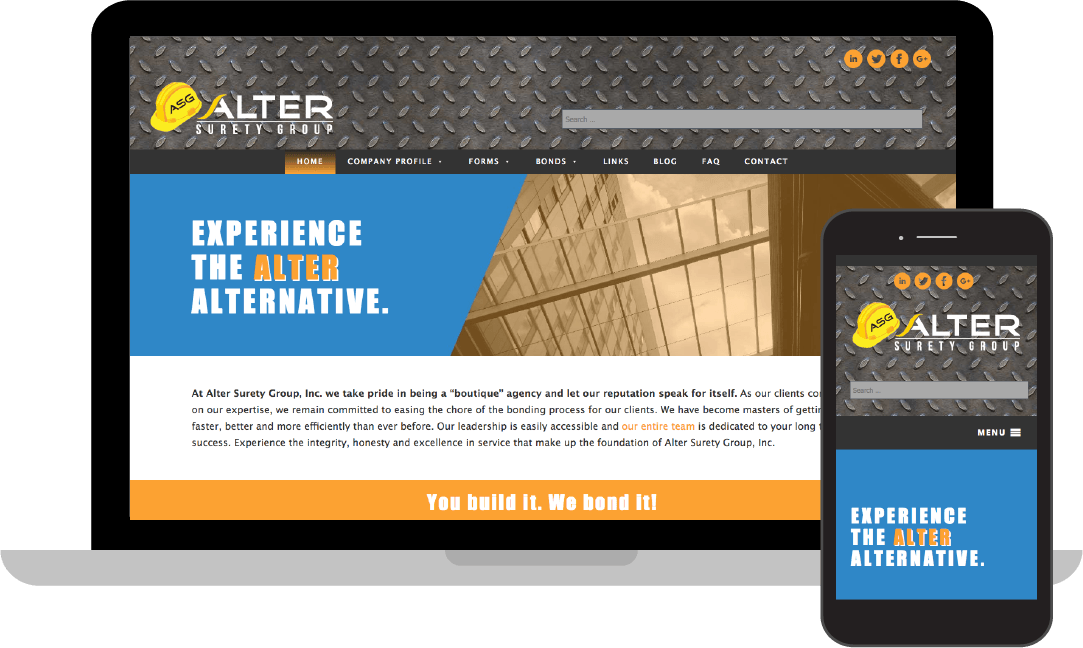 in
G+
ASG
ALTER
SURETY GROUP
Search ...
HOME COMPANY PROFILE FORMS BONDS LINKS BLOG FAQ CONTACT
EXPERIENCE
THE ALTER
ALTERNATIVE.
At Alter Surety Group, Inc. we take pride in being a “boutique” agency and let our reputation speak for itself. As our clients co
on our expertise, we remain committed to easing the chore of the bonding process for our clients. We have become masters of gettin
faster, better and more efficiently than ever before. Our leadership is easily accessible and our entire team is dedicated to your long
success. Experience the integrity, honesty and excellence in service that make up the foundation of Alter Surety Group, Inc.
You build it. We bond it!
in
f
G+
ASG
ALTER
SURETY GROUP
Search ...
MENU
EXPERIENCE
THE ALTER
ALTERNATIVE.